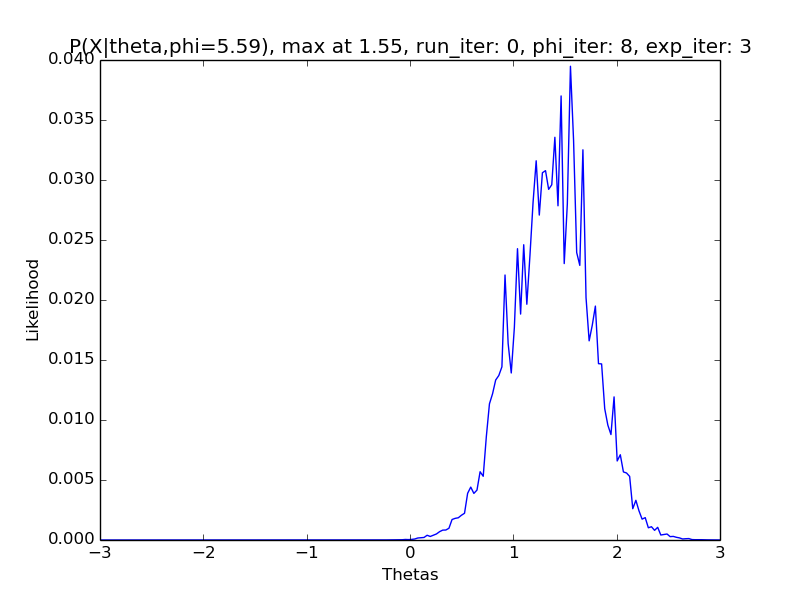 P(X|theta,phi=5.59), max at 1.55, run_iter: 0, phi_iter: 8, exp_iter: 3
0.040
0.035
0.030
0.025
0.020
0.015
0.010
0.005
0.000
Likelihood
−3 −2 −1 0 1 2 3
Thetas